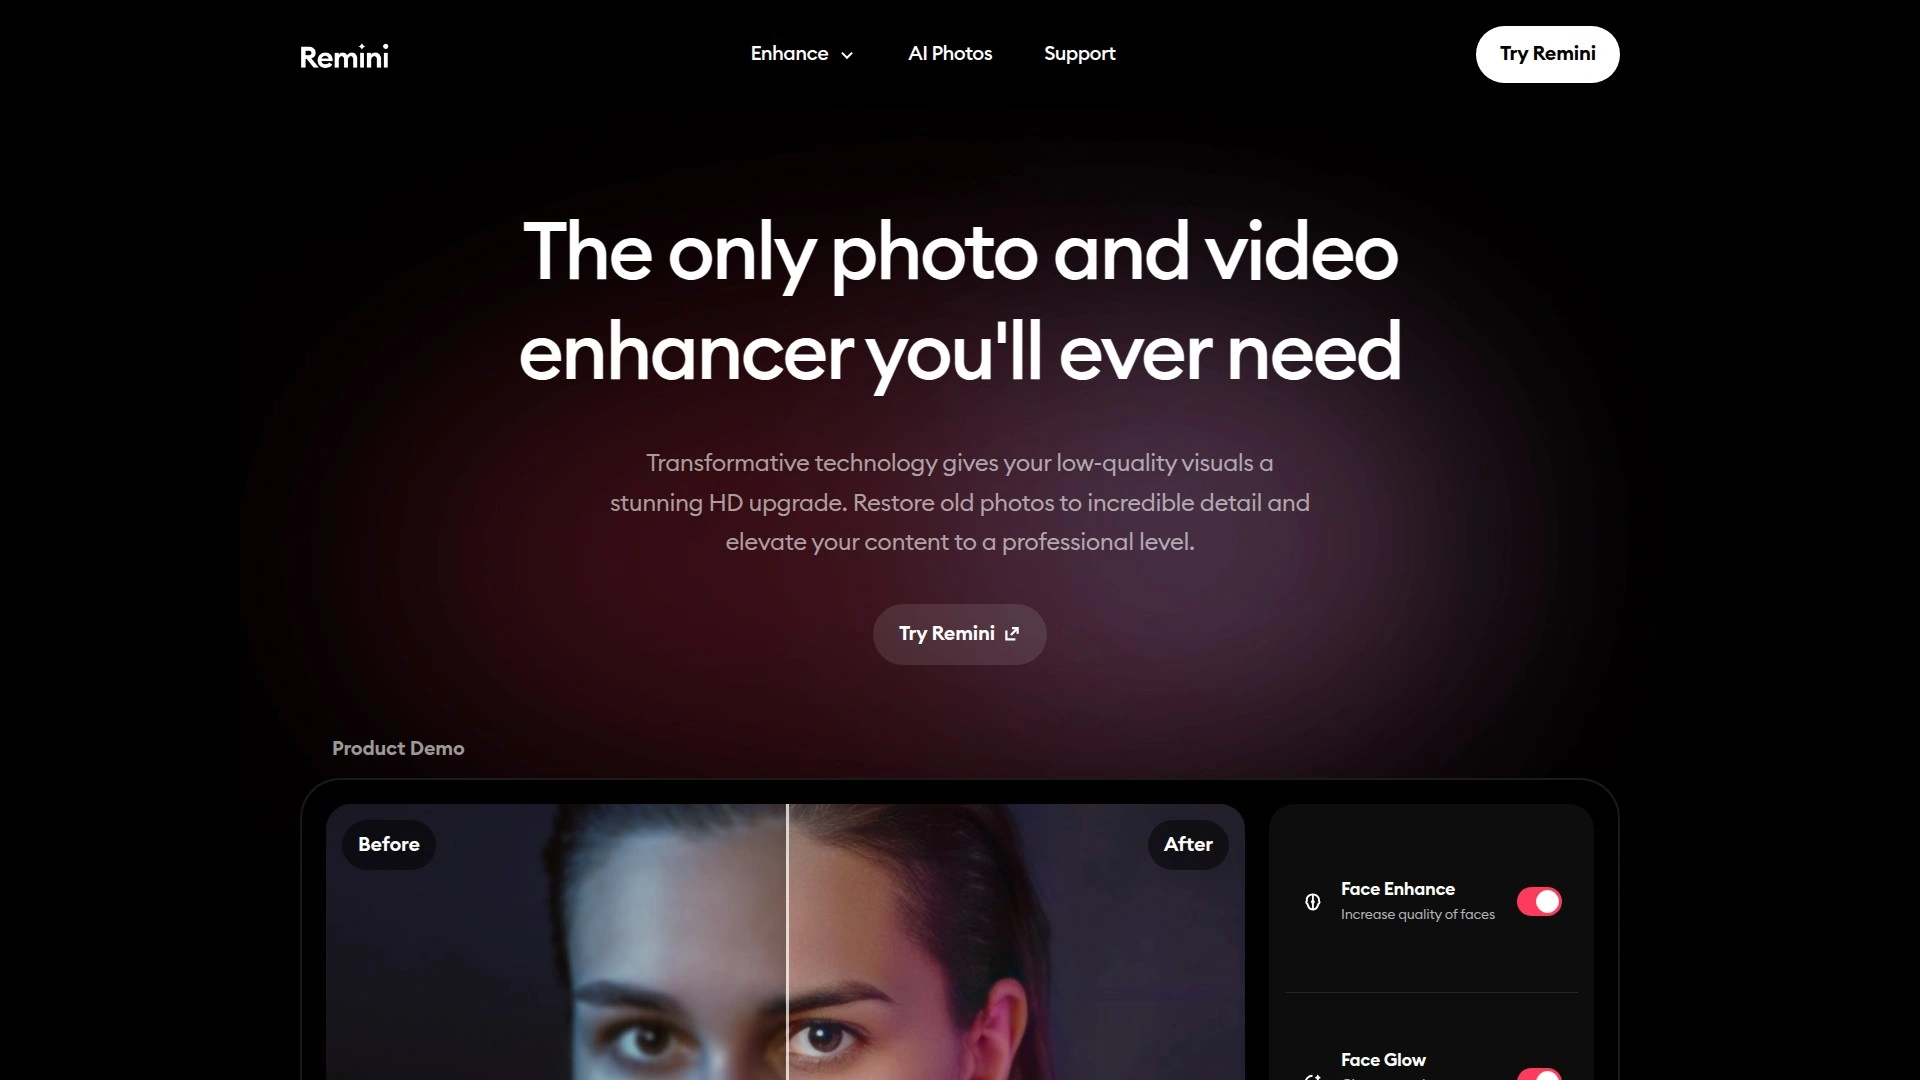 Remini
Enhance
AI Photos
Support
Try Remini
The only photo and video
enhancer you'll ever need
Transformative technology gives your low-quality visuals a
stunning HD upgrade. Restore old photos to incredible detail and
elevate your content to a professional level.
Try Remini
Product Demo
Before
After
Face Enhance
Increase quality of faces
Face Glow